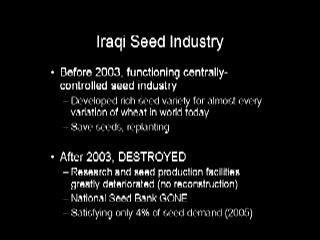 Iraqi Seed Industry
• Before 2003, functioning centrally-
controlled seed industry
– Developed rich seed variety for almost every
variation of wheat in world today
– Save seeds, replanting
• After 2003, DESTROYED
– Research and seed production facilities
greatly deteriorated (no reconstruction)
– National Seed Bank GONE
– Satisfying only 4% of seed demand (2005)